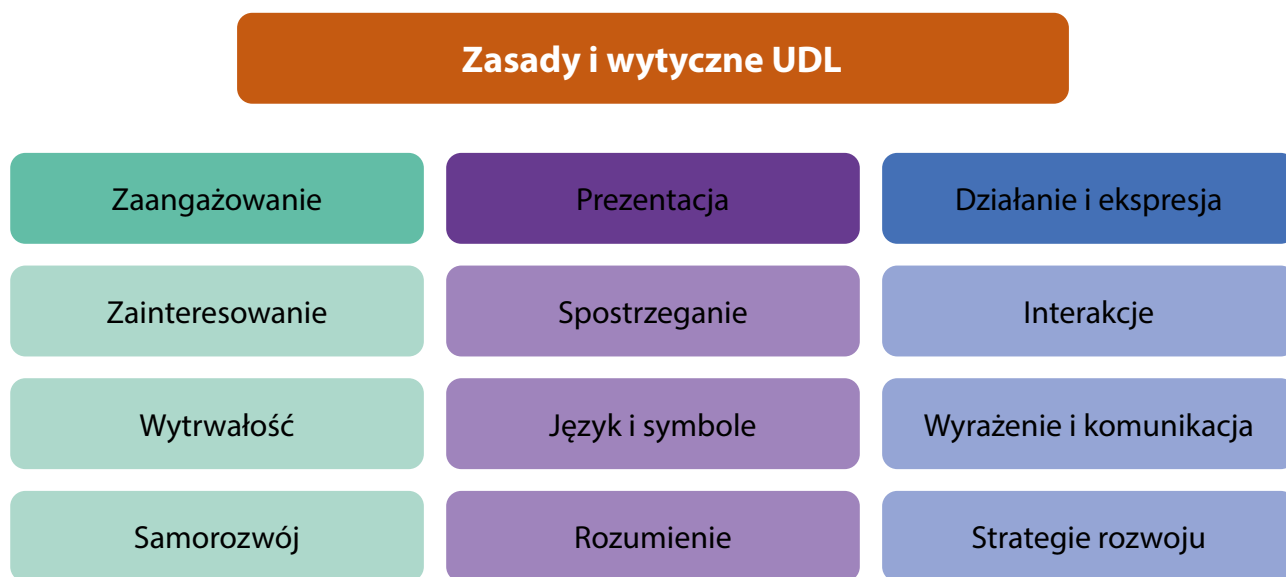 Zasady i wytyczne UDL
Zaangażowanie
Prezentacja
Działanie i ekspresja
Zainteresowanie
Spostrzeganie
Interakcje
Wytrwałość
Język i symbole
Wyrażenie i komunikacja
Samorozwój
Rozumienie
Strategie rozwoju